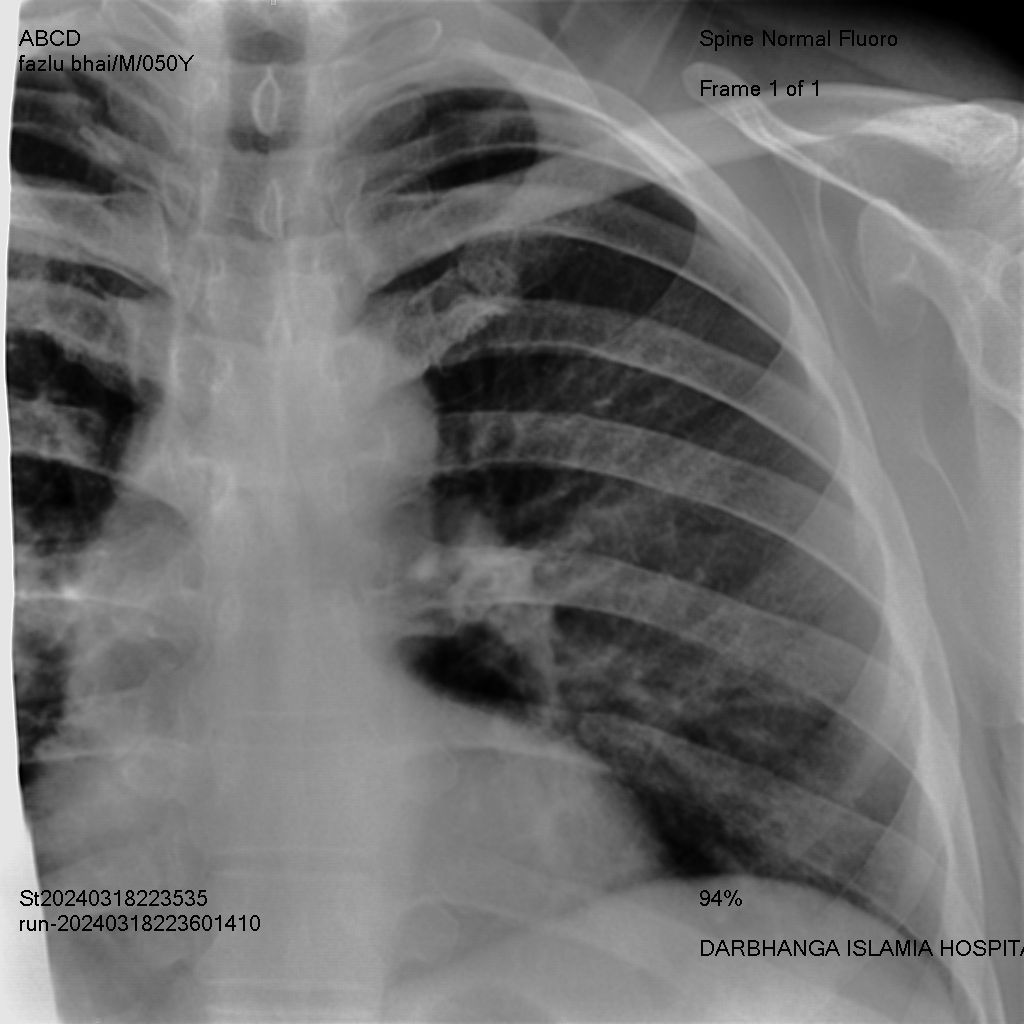 ABCD
fazlu bhai/M/050Y
Spine Normal Fluoro
Frame 1 of 1
St20240318223535
run-20240318223601410
94%
DARBHANGA ISLAMIA HOSPITA